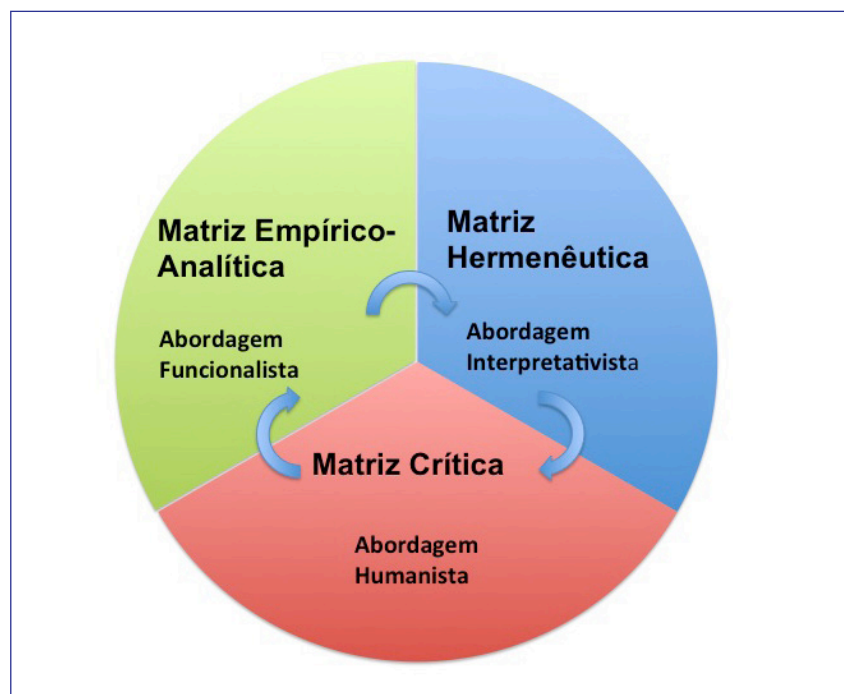 Matriz Empírico-
Analítica
Abordagem
Funcionalista
Matriz
Hermenêutica
Abordagem
Interpretativista
Matriz Crítica
Abordagem
Humanista